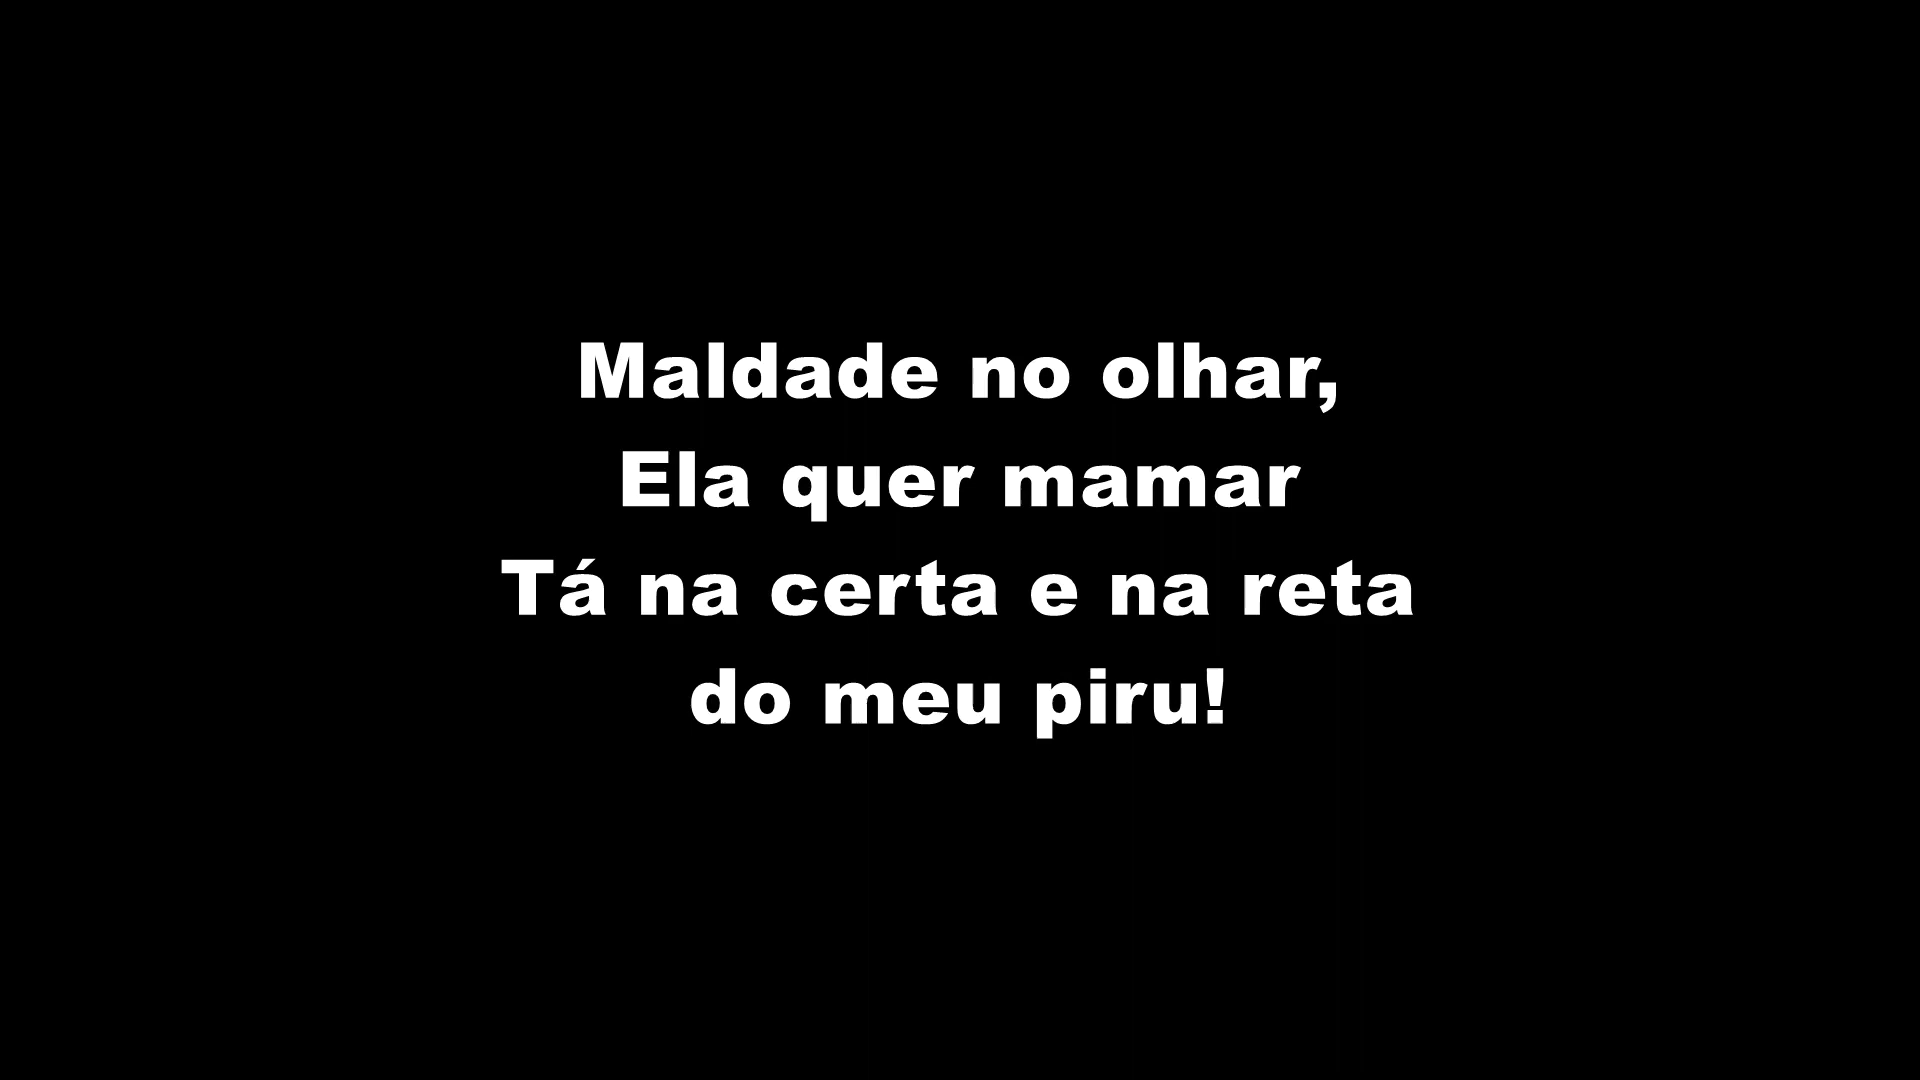 Maldade no olhar,
Ela quer mamar
Tá na certa e na reta
do meu piru!